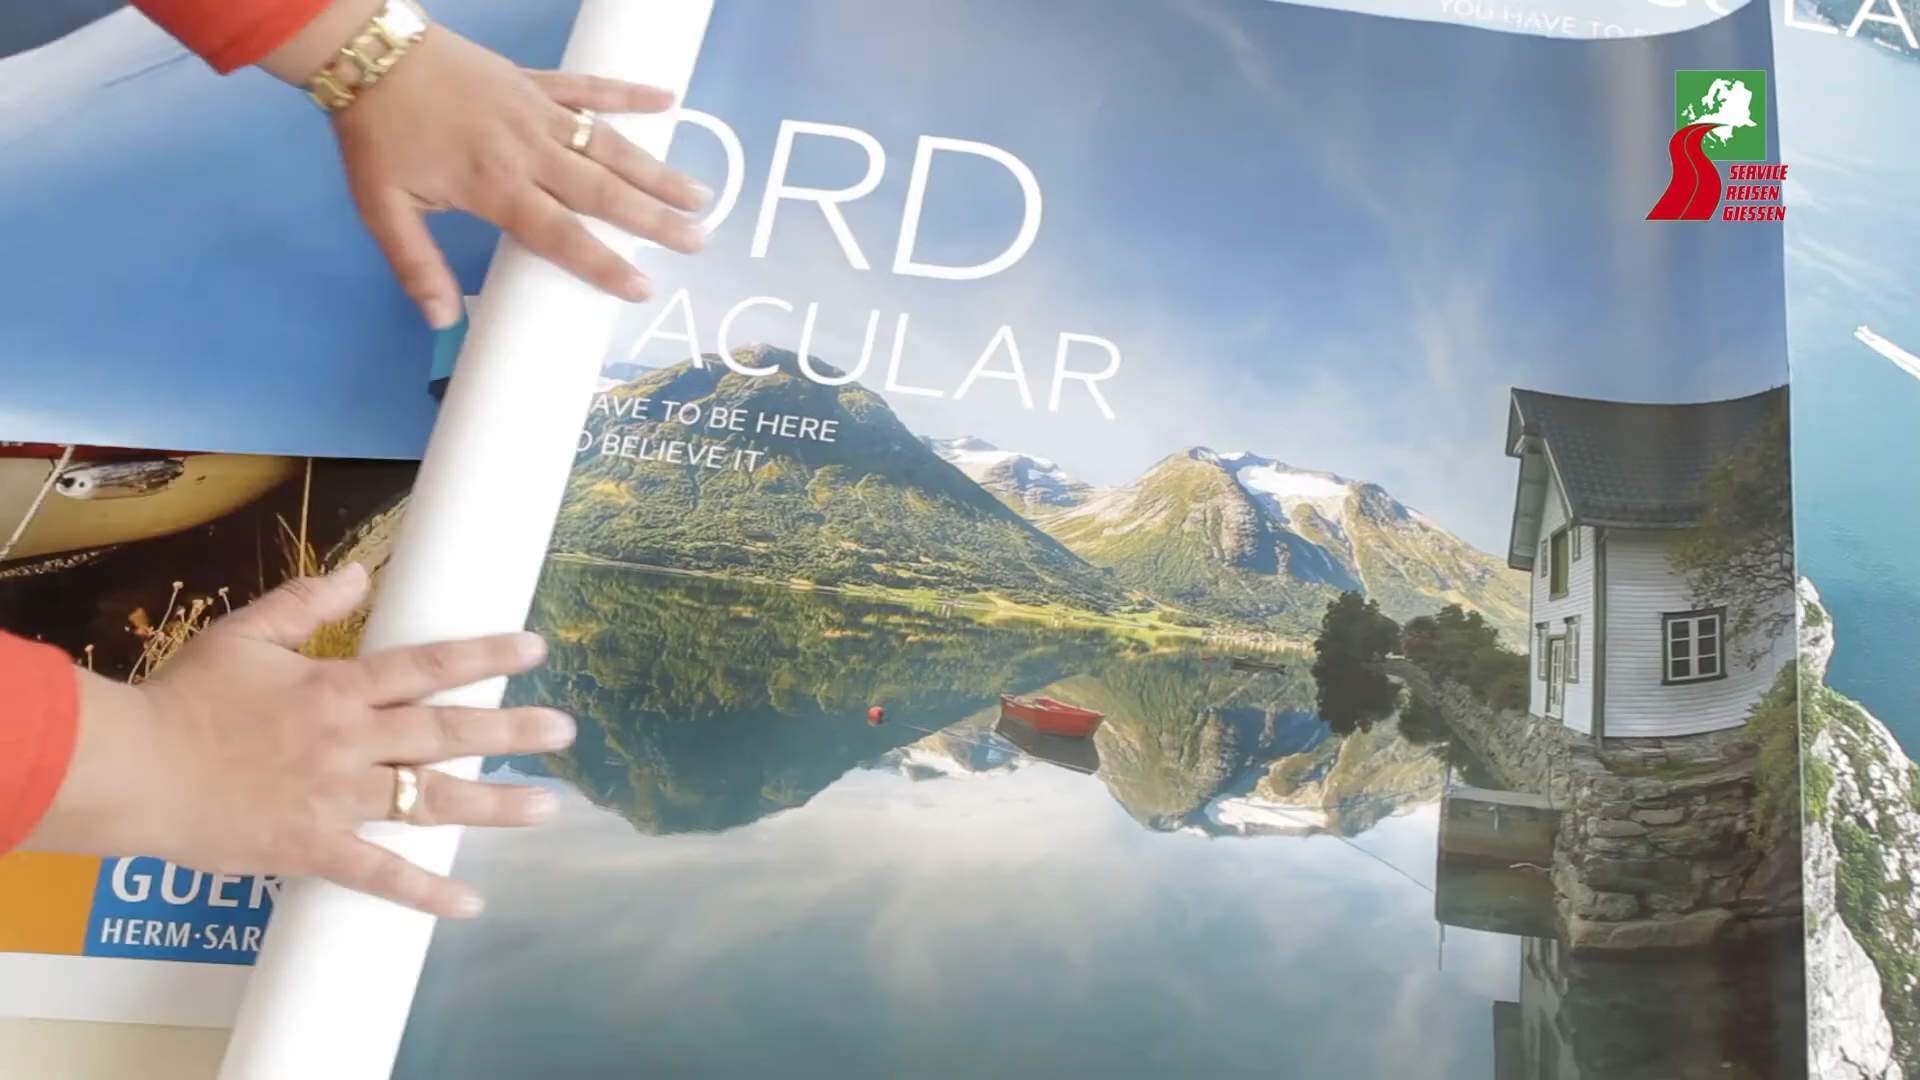 YOU HAVE TO
ORD
ACULAR
AVE TO BE HERE
O BELIEVE IT
SERVICE
REISEN
GIESSEN
GUER
HERM·SAR